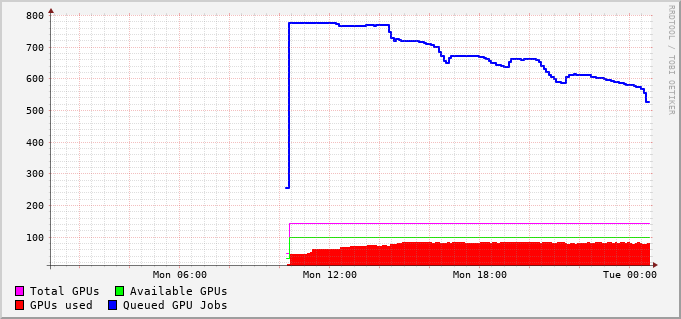 800
700
600
500
400
300
200
100
Mon 06:00 Mon 12:00 Mon 18:00 Tue 00:00
Total GPUs Available GPUs
GPUs used Queued GPU Jobs
RRDTOOL / TOBI OETIKER